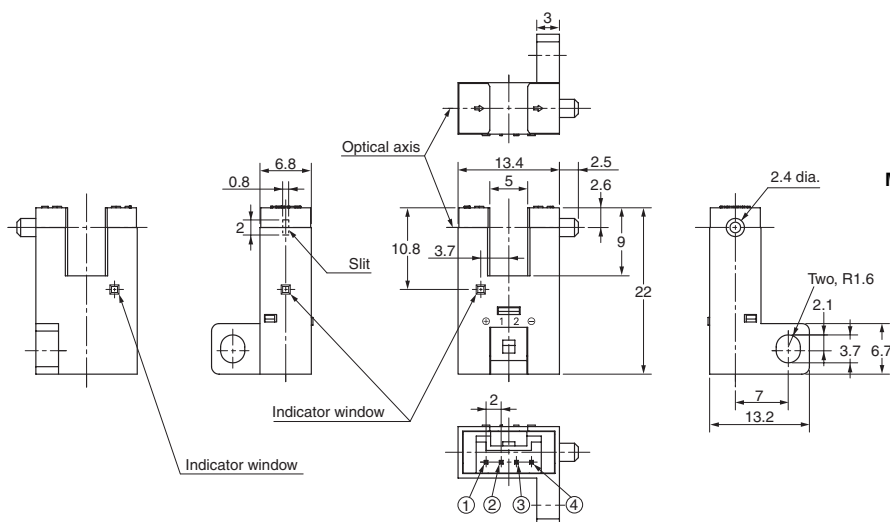 3
Optical axis
6.8
0.8
2
Slit
13.4
2.5
5
2.6
10.8
3.7
9
22
⊕ 1 2 ⊖
2.4 dia.
Two, R1.6
2.1
3.7
6.7
7
13.2
Indicator window
Indicator window
2
① ② ③ ④